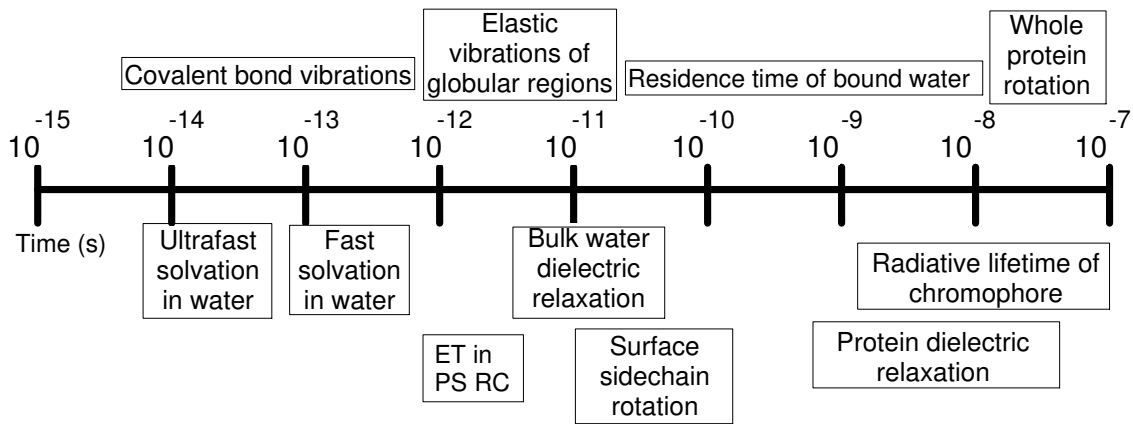 Elastic
vibrations of
globular regions
Whole
protein
rotation
Covalent bond vibrations
Residence time of bound water
10-15 10-14 10-13 10-12 10-11 10-10 10-9 10-8 10-7
Time (s)
Ultrafast
solvation
in water
Fast
solvation
in water
Bulk water
dielectric
relaxation
Radiative lifetime of
chromophore
ET in
PS RC
Surface
sidechain
rotation
Protein dielectric
relaxation